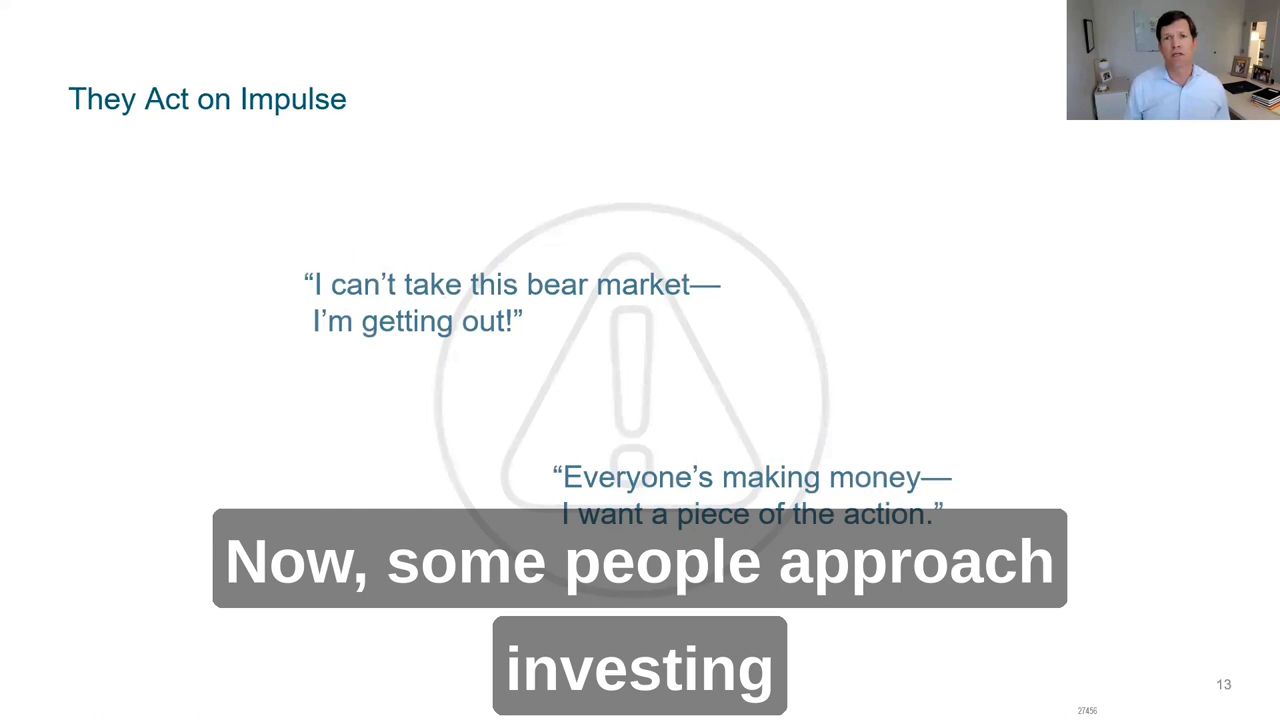 They Act on Impulse
“I can’t take this bear market—
I’m getting out!”
“Everyone’s making money—
I want a piece of the action.”
Now, some people approach
investing
13
27456